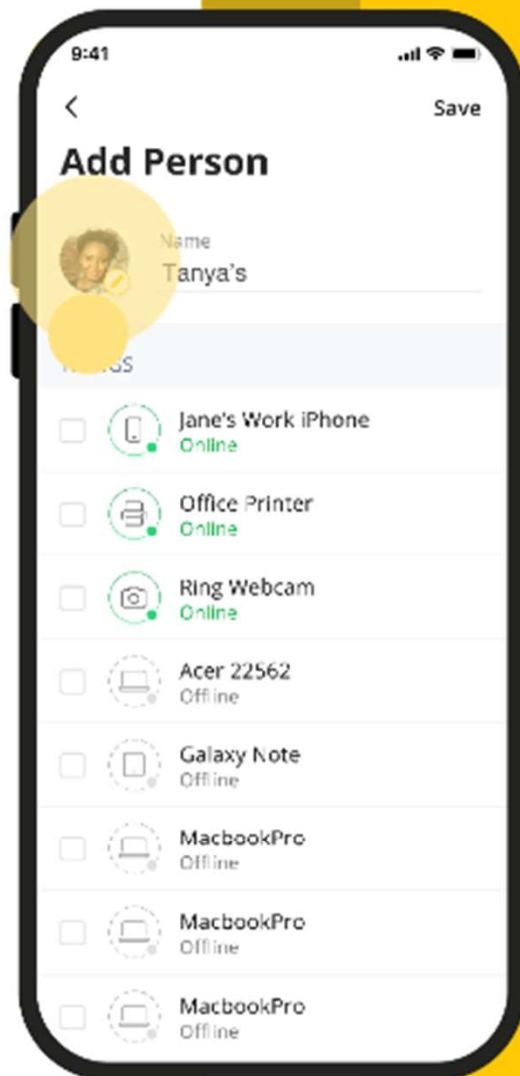 9:41
Save
Add Person
Name
Tanya's
Jane's Work iPhone
Online
Office Printer
Online
Ring Webcam
Online
Acer 22562
Offline
Galaxy Note
Offline
MacbookPro
Offline
MacbookPro
Offline
MacbookPro
Offline